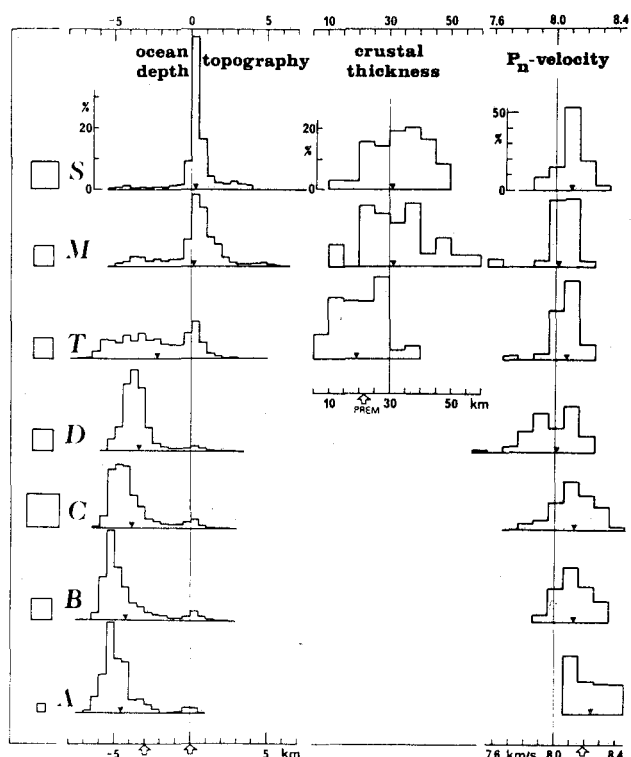 −5 0 5 10 30 50 7.6 8.0 8.4
ocean depth topography
crustal thickness
Pn-velocity
%
20
0
20
%
0
50
%
0
S
M
T
10 30 50 km
PREM
D
C
B
A
−5 0 5 km
7.6 km/s 8.0 8.4